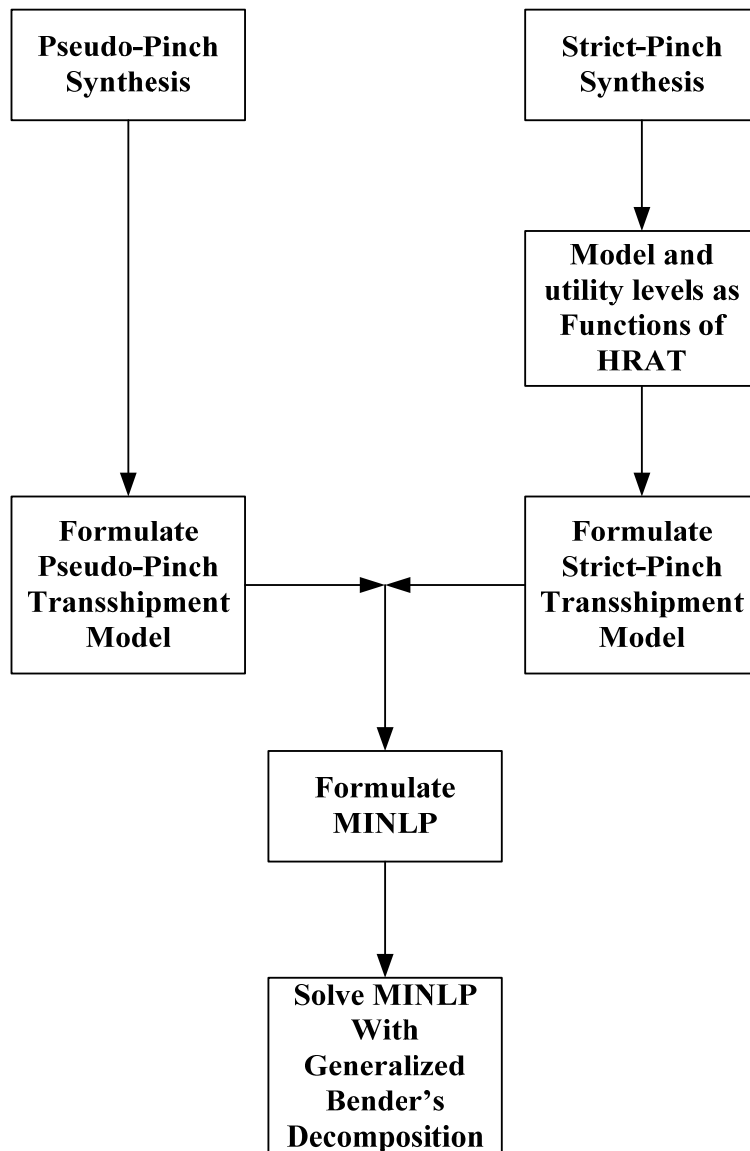 Pseudo-Pinch
Synthesis
Strict-Pinch
Synthesis
Model and
utility levels as
Functions of
HRAT
Formulate
Pseudo-Pinch
Transshipment
Model
Formulate
Strict-Pinch
Transshipment
Model
Formulate
MINLP
Solve MINLP
With
Generalized
Bender’s
Decomposition